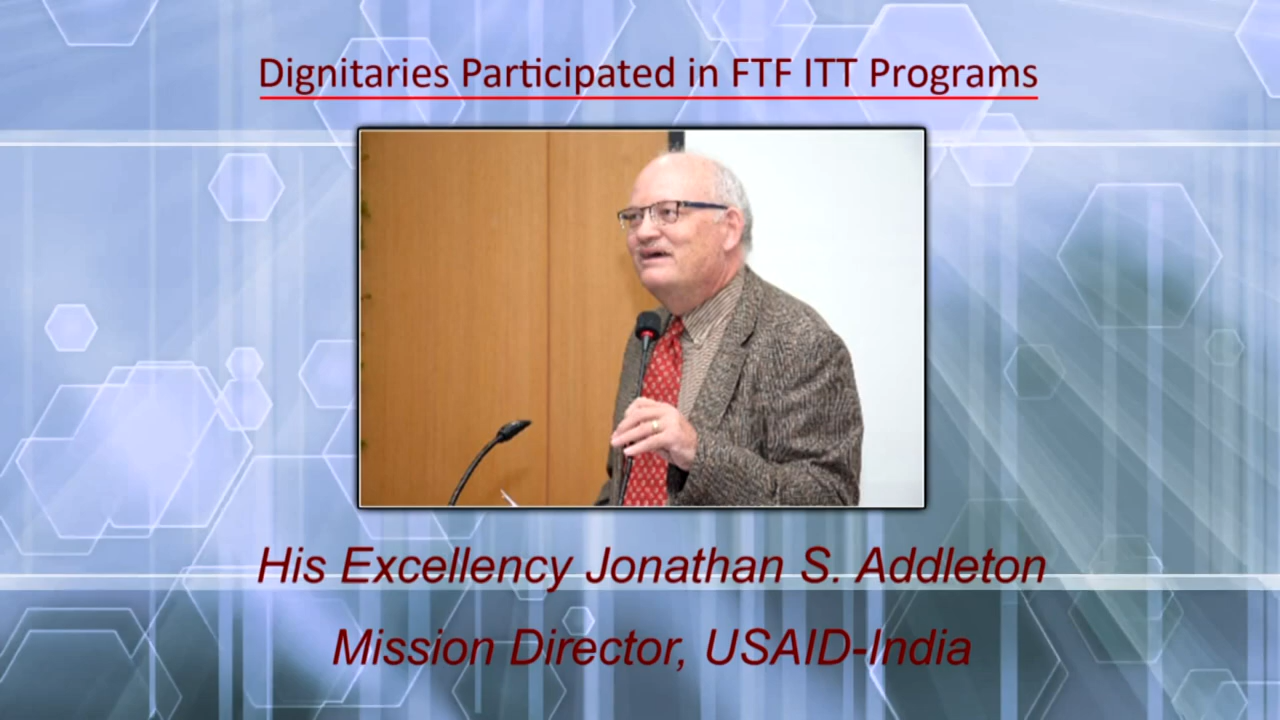 Dignitaries Participated in FTF ITT Programs
His Excellency Jonathan S. Addleton
Mission Director, USAID-India